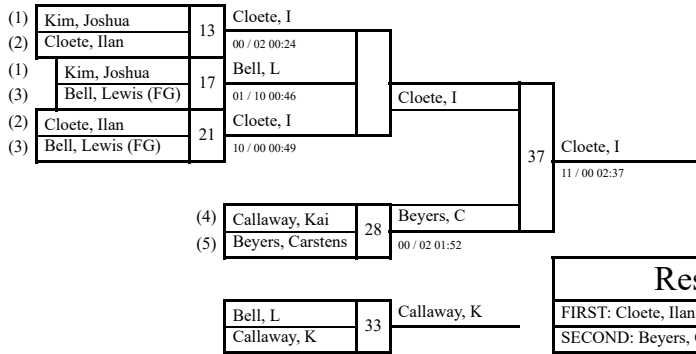 (1) Kim, Joshua 13 Cloete, I
(2) Cloete, Ilan 00 / 02 00:24
(1) Kim, Joshua 17 Bell, L
(3) Bell, Lewis (FG) 01 / 10 00:46
Cloete, I
(2) Cloete, Ilan 21 Cloete, I
(3) Bell, Lewis (FG) 10 / 00 00:49
37 Cloete, I
11 / 00 02:37
(4) Callaway, Kai 28 Beyers, C
(5) Beyers, Carstens 00 / 02 01:52
Res
FIRST: Cloete, Ilan
SECOND: Beyers,
Bell, L 33 Callaway, K
Callaway, K